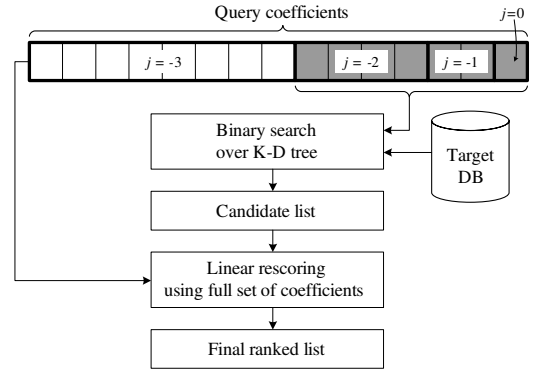 Query coefficients
j=0
j = -3
j = -2
j = -1
Binary search
over K-D tree
Target
DB
Candidate list
Linear rescoring
using full set of coefficients
Final ranked list